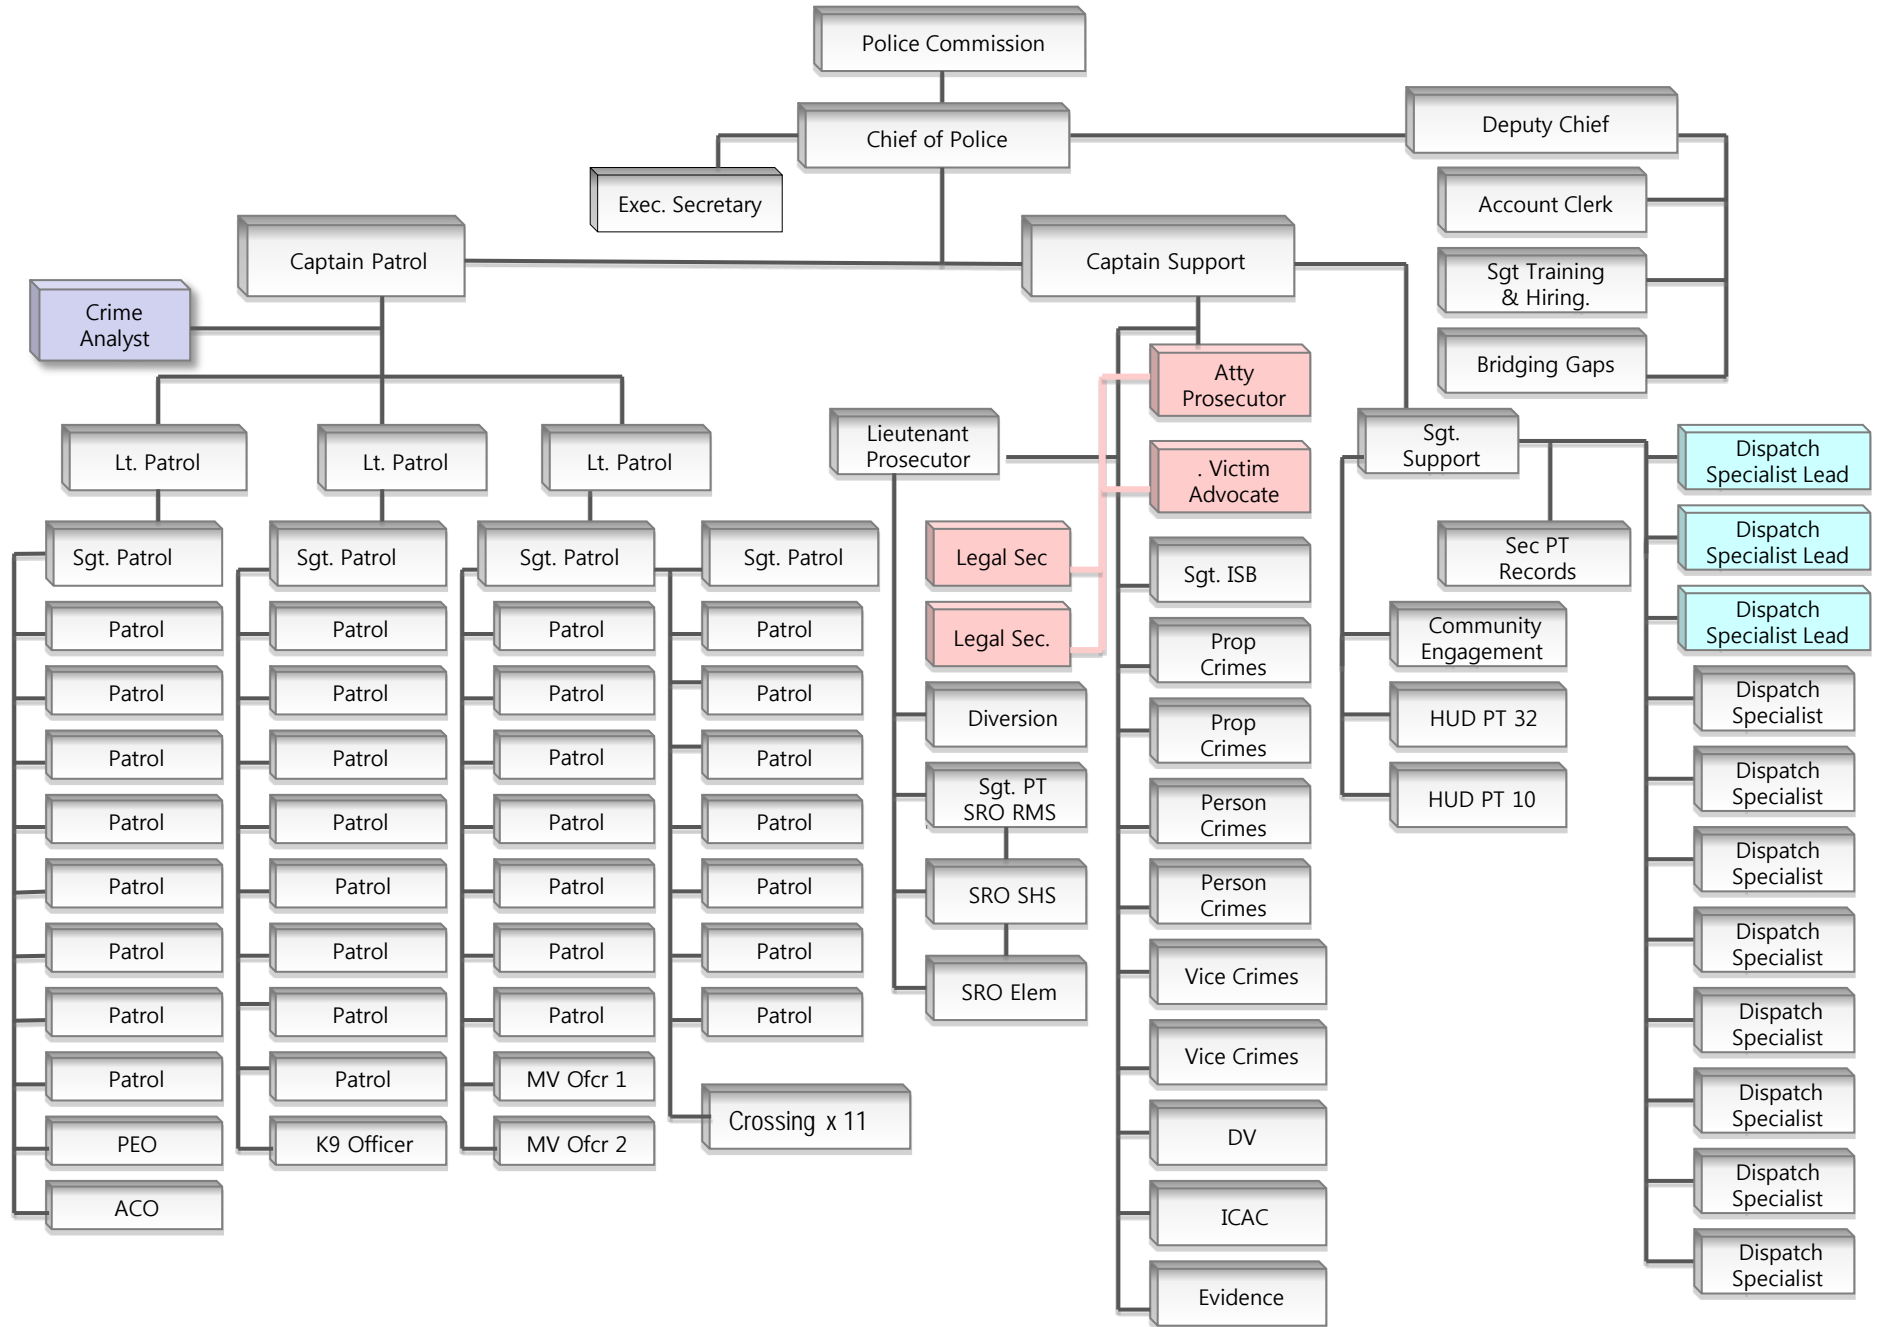 Police Commission
Chief of Police
Deputy Chief
Exec. Secretary
Account Clerk
Sgt Training
& Hiring.
Bridging Gaps
Captain Patrol
Captain Support
Crime
Analyst
Lt. Patrol
Lt. Patrol
Lt. Patrol
Sgt. Patrol
Patrol
Patrol
Patrol
Patrol
Patrol
Patrol
Patrol
Patrol
PEO
ACO
Sgt. Patrol
Patrol
Patrol
Patrol
Patrol
Patrol
Patrol
Patrol
Patrol
K9 Officer
Sgt. Patrol
Patrol
Patrol
Patrol
Patrol
Patrol
Patrol
Patrol
MV Ofcr 1
MV Ofcr 2
Sgt. Patrol
Patrol
Patrol
Patrol
Patrol
Patrol
Patrol
Patrol
Crossing x 11
Lieutenant
Prosecutor
Legal Sec
Legal Sec.
Diversion
Sgt. PT
SRO RMS
SRO SHS
SRO Elem
Atty
Prosecutor
. Victim
Advocate
Sgt. ISB
Prop
Crimes
Prop
Crimes
Person
Crimes
Person
Crimes
Vice Crimes
Vice Crimes
DV
ICAC
Evidence
Sgt.
Support
Sec PT
Records
Community
Engagement
HUD PT 32
HUD PT 10
Dispatch
Specialist Lead
Dispatch
Specialist Lead
Dispatch
Specialist Lead
Dispatch
Specialist
Dispatch
Specialist
Dispatch
Specialist
Dispatch
Specialist
Dispatch
Specialist
Dispatch
Specialist
Dispatch
Specialist
Dispatch
Specialist